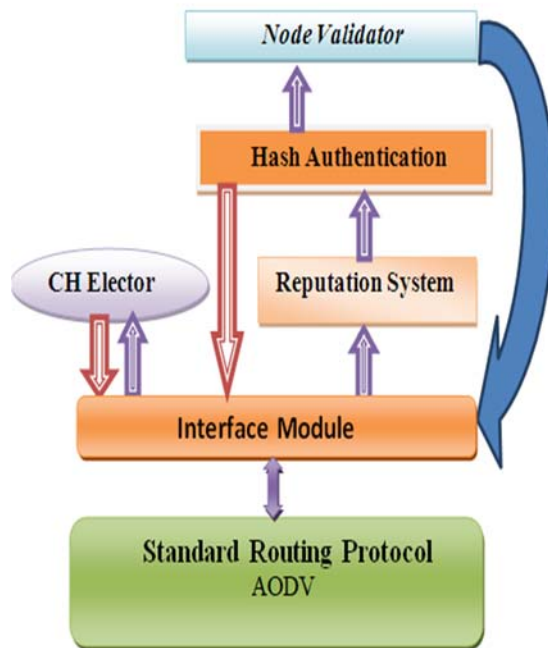 Node Validator
Hash Authentication
CH Elector
Reputation System
Interface Module
Standard Routing Protocol
AODV